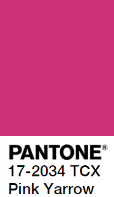 PANTONE®
17-2034 TCX
Pink Yarrow